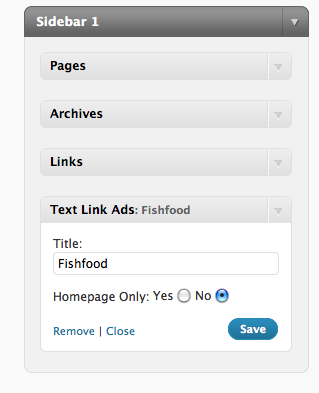 Sidebar 1
Pages
Archives
Links
Text Link Ads: Fishfood
Title:
Fishfood
Homepage Only: Yes No
Remove | Close Save